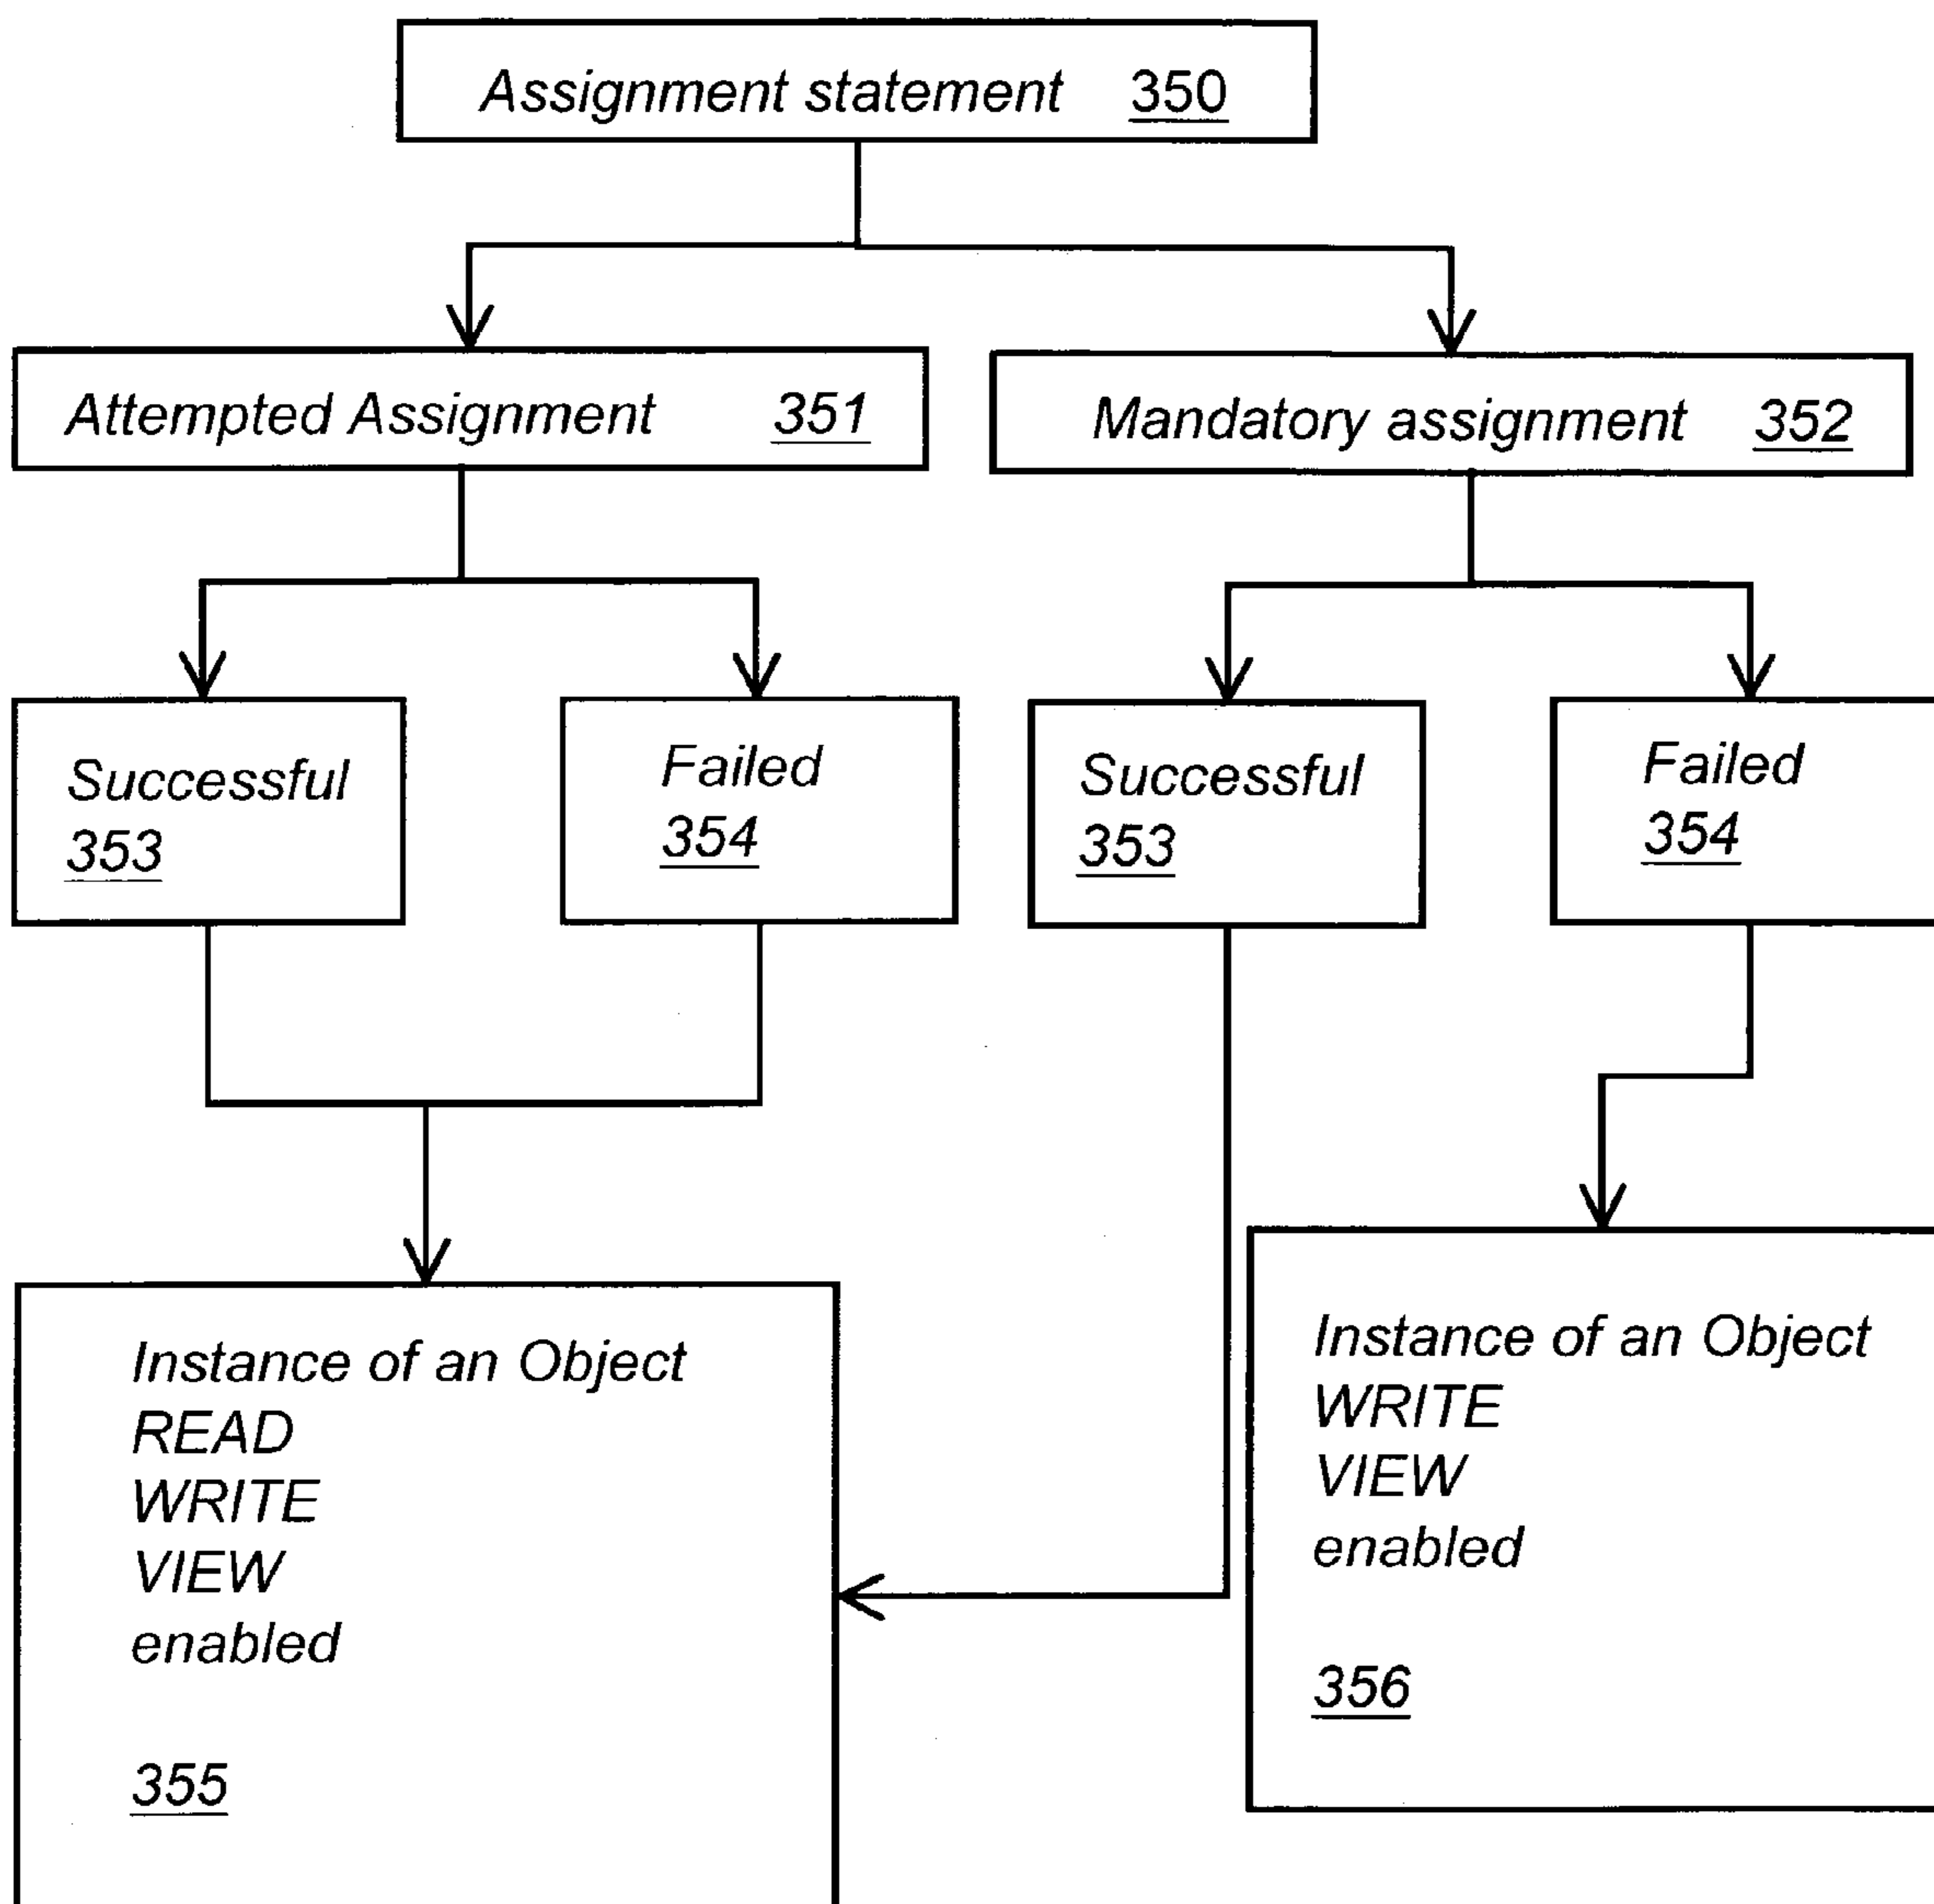 Assignment statement 350
Attempted Assignment 351
Mandatory assignment 352
Successful
353
Failed
354
Successful
353
Failed
354
Instance of an Object
READ
WRITE
VIEW
enabled
355
Instance of an Object
WRITE
VIEW
enabled
356